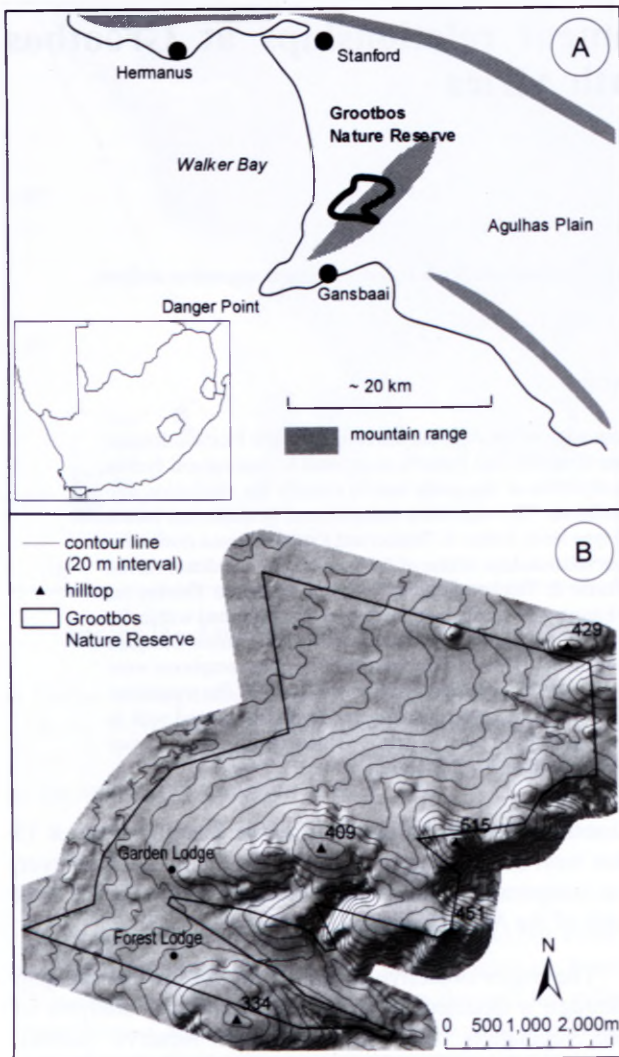 A
Hermanus
Stanford
Grootbos
Nature Reserve
Walker Bay
Agulhas Plain
Gansbaai
Danger Point
~ 20 km
mountain range
B
contour line
(20 m interval)
hilltop
Grootbos
Nature Reserve
429
409
515
Garden Lodge
451
Forest Lodge
334
N
0 500 1,000 2,000m